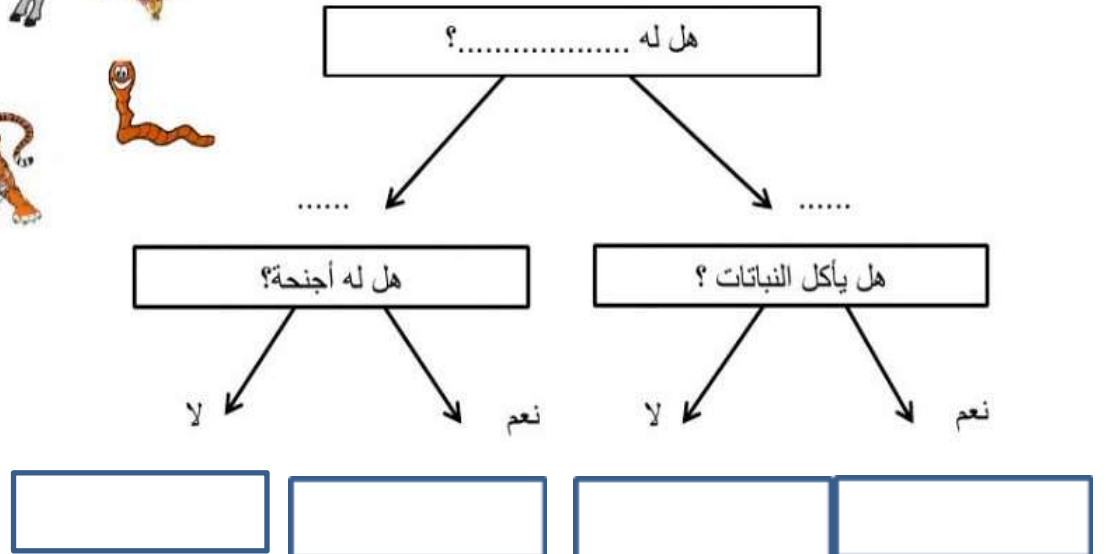 هل له ....................؟
......
......
هل يأكل النباتات ؟
هل له أجنحة؟
نعم
لا
نعم
لا